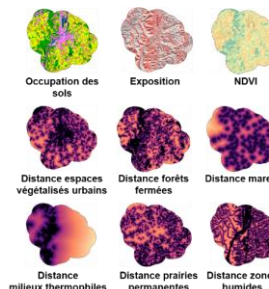 Occupation des
sols
Exposition
NDVI
Distance espaces
végétalisés urbains
Distance forêts
fermées
Distance mare
Distance
milieux thermophiles
Distance prairies
permanentes
Distance zone
humides